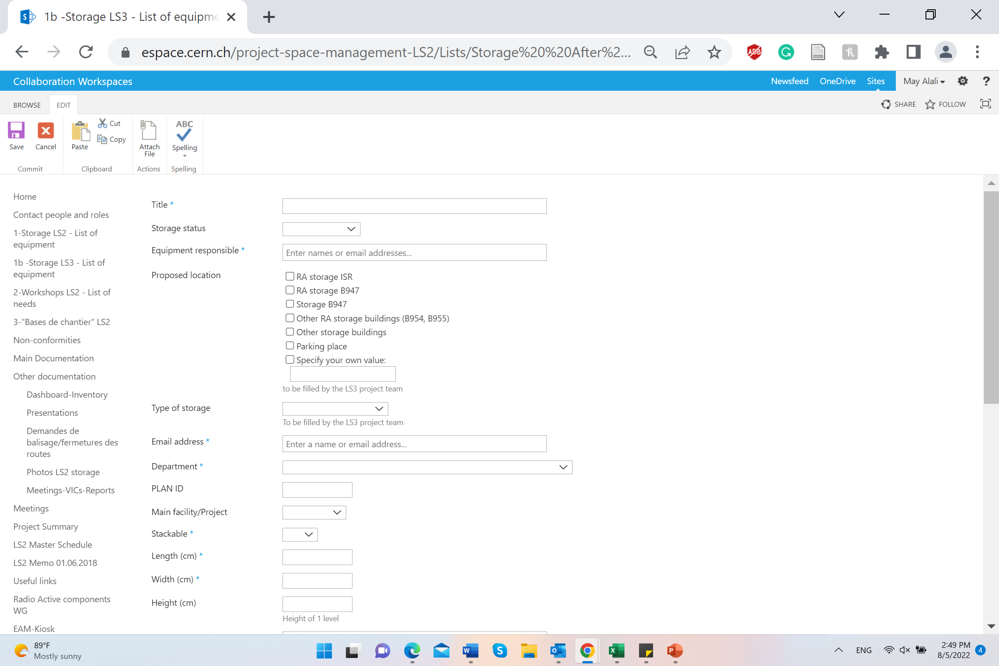 1b -Storage LS3 - List of equipme
espace.cern.ch/project-space-management-LS2/Lists/Storage%20%20After%2...
Collaboration Workspaces
Newsfeed OneDrive Sites May Alali ?
BROWSE EDIT
SHARE FOLLOW
Save Cancel Paste Cut Copy Attach File ABC Spelling
Commit Clipboard Actions Spelling
Home
Contact people and roles
1-Storage LS2 - List of
equipment
1b -Storage LS3 - List of
equipment
2-Workshops LS2 - List of
needs
3-"Bases de chantier" LS2
Non-conformities
Main Documentation
Other documentation
Dashboard-Inventory
Presentations
Demandes de
balisage/fermetures des
routes
Photos LS2 storage
Meetings-VICs-Reports
Meetings
Project Summary
LS2 Master Schedule
LS2 Memo 01.06.2018
Useful links
Radio Active components
WG
EAM-Kiosk
Title *
Storage status
Equipment responsible *
Enter names or email addresses...
Proposed location
RA storage ISR
RA storage B947
Storage B947
Other RA storage buildings (B954, B955)
Other storage buildings
Parking place
Specify your own value:
to be filled by the LS3 project team
Type of storage
To be filled by the LS3 project team
Email address *
Enter a name or email address...
Department *
PLAN ID
Main facility/Project
Stackable *
Length (cm) *
Width (cm) *
Height (cm)
Height of 1 level
89°F
Mostly sunny
ENG
2:49 PM
8/5/2022
4